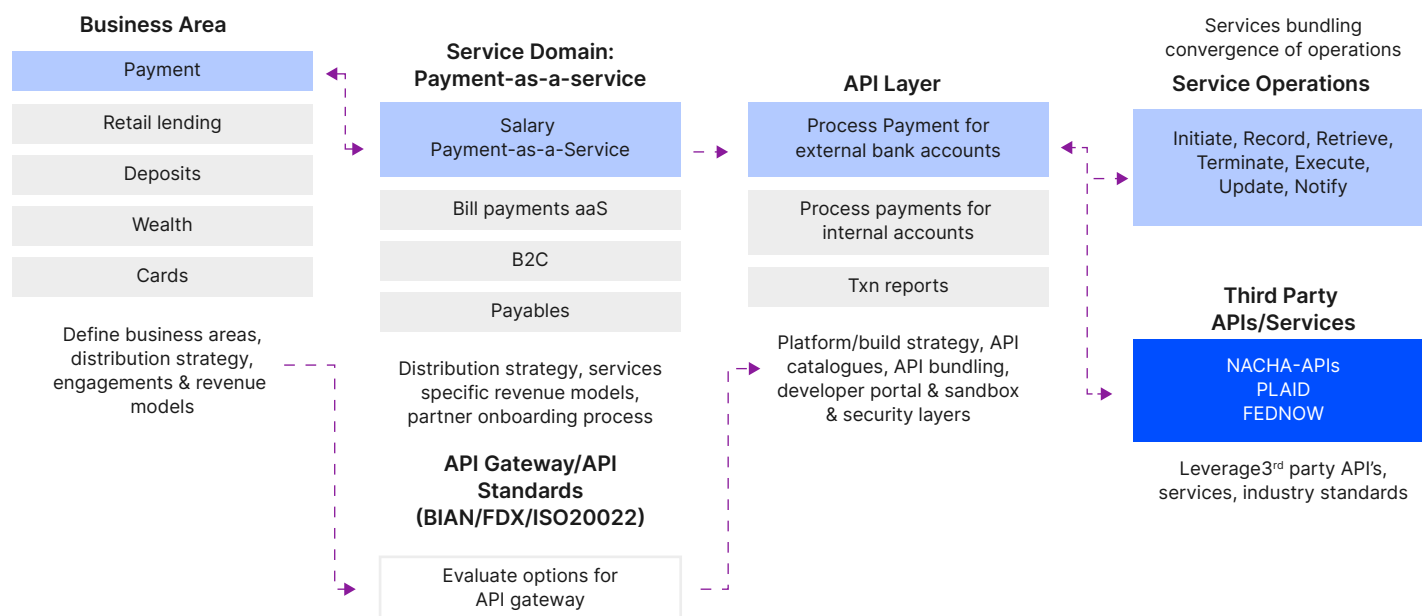 Business Area
Payment
Retail lending
Deposits
Wealth
Cards
Define business areas,
distribution strategy,
engagements & revenue
models
Service Domain:
Payment-as-a-service
Salary
Payment-as-a-Service
Bill payments aaS
B2C
Payables
Distribution strategy, services
specific revenue models,
partner onboarding process
API Gateway/API
Standards
(BIAN/FDX/ISO20022)
Evaluate options for
API gateway
API Layer
Process Payment for
external bank accounts
Process payments for
internal accounts
Txn reports
Platform/build strategy, API
catalogues, API bundling,
developer portal & sandbox
& security layers
Services bundling
convergence of operations
Service Operations
Initiate, Record, Retrieve,
Terminate, Execute,
Update, Notify
Third Party
APIs/Services
NACHA-APIs
PLAID
FEDNOW
Leverage3rd party API’s,
services, industry standards